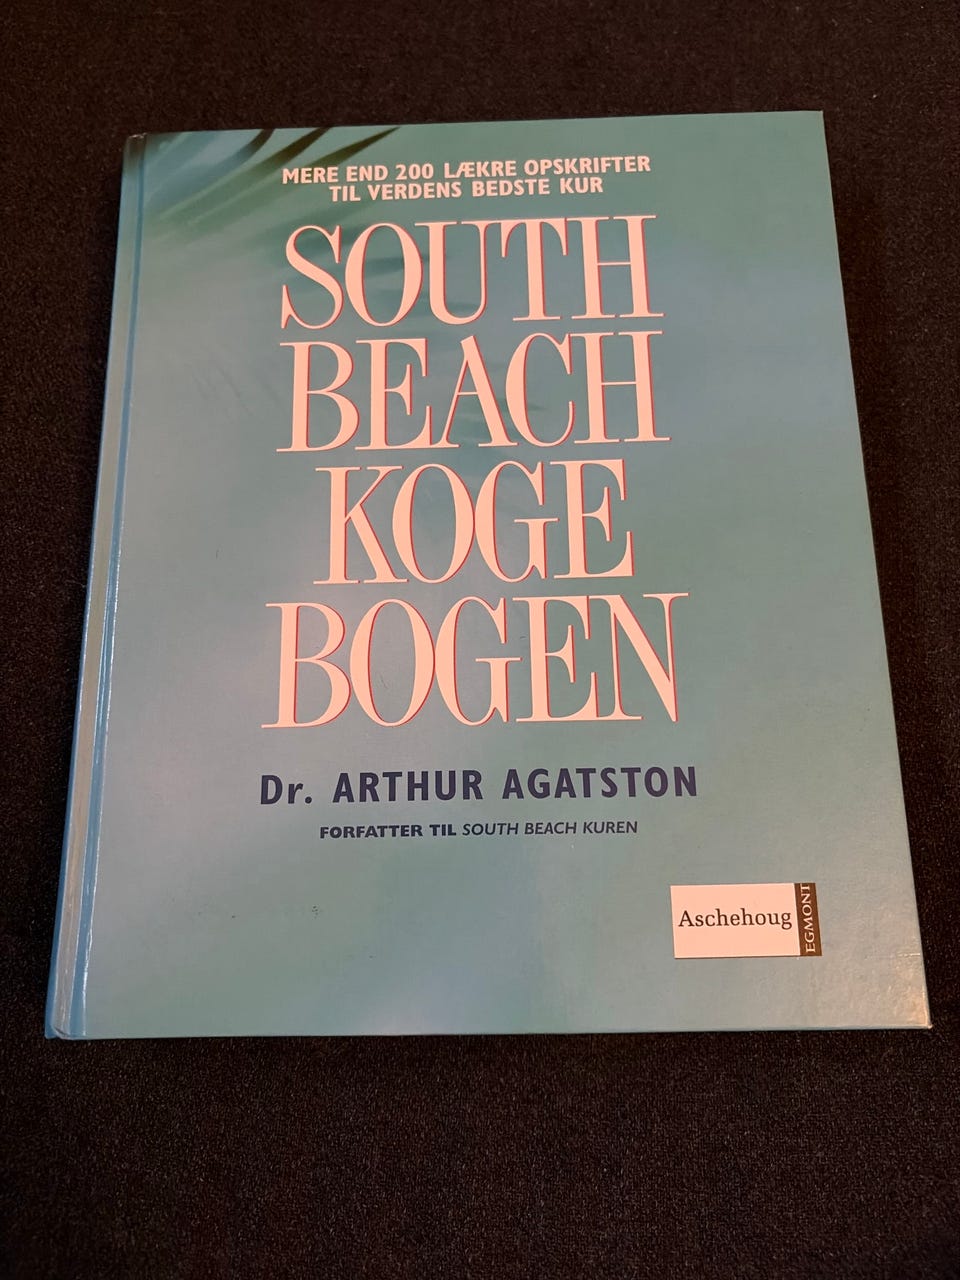 MERE END 200 LÆKRE OPSKRIFTER
TIL VERDENS BEDSTE KUR
SOUTH
BEACH
KOGE
BOGEN
Dr. ARTHUR AGATSTON
FORFATTER TIL SOUTH BEACH KUREN
Aschehoug
EGMONT